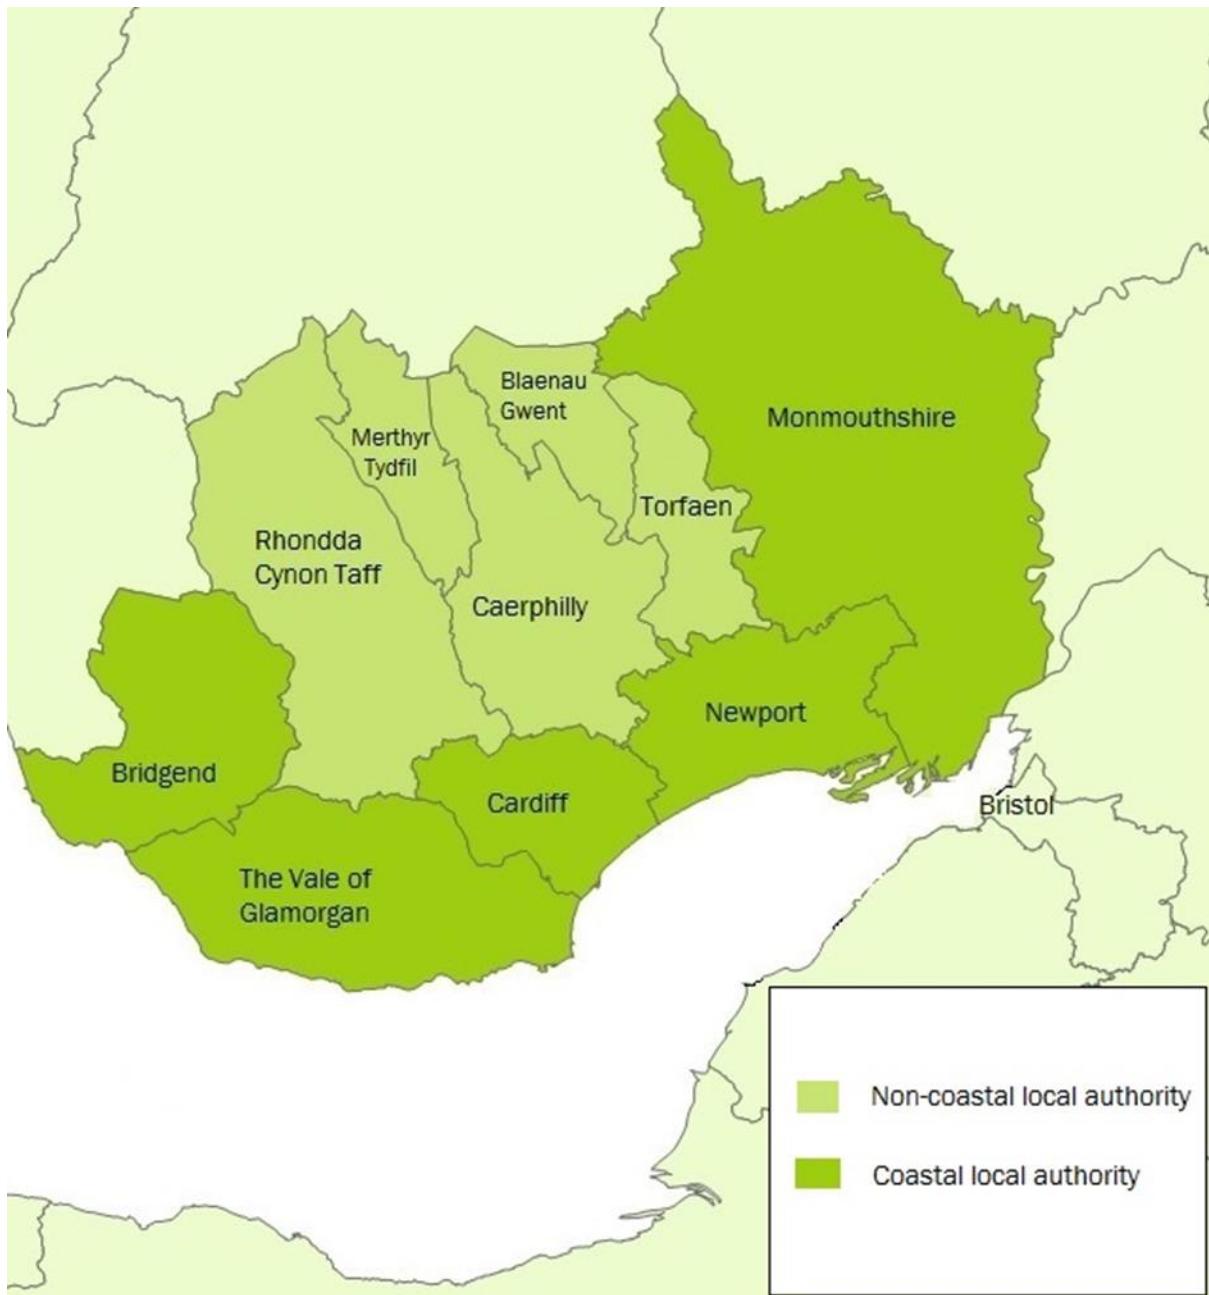 Blaenau
Gwent
Monmouthshire
Merthyr
Tydfil
Torfaen
Rhondda
Cynon Taff
Caerphilly
Newport
Bridgend
Cardiff
Bristol
The Vale of
Glamorgan
Non-coastal local authority
Coastal local authority